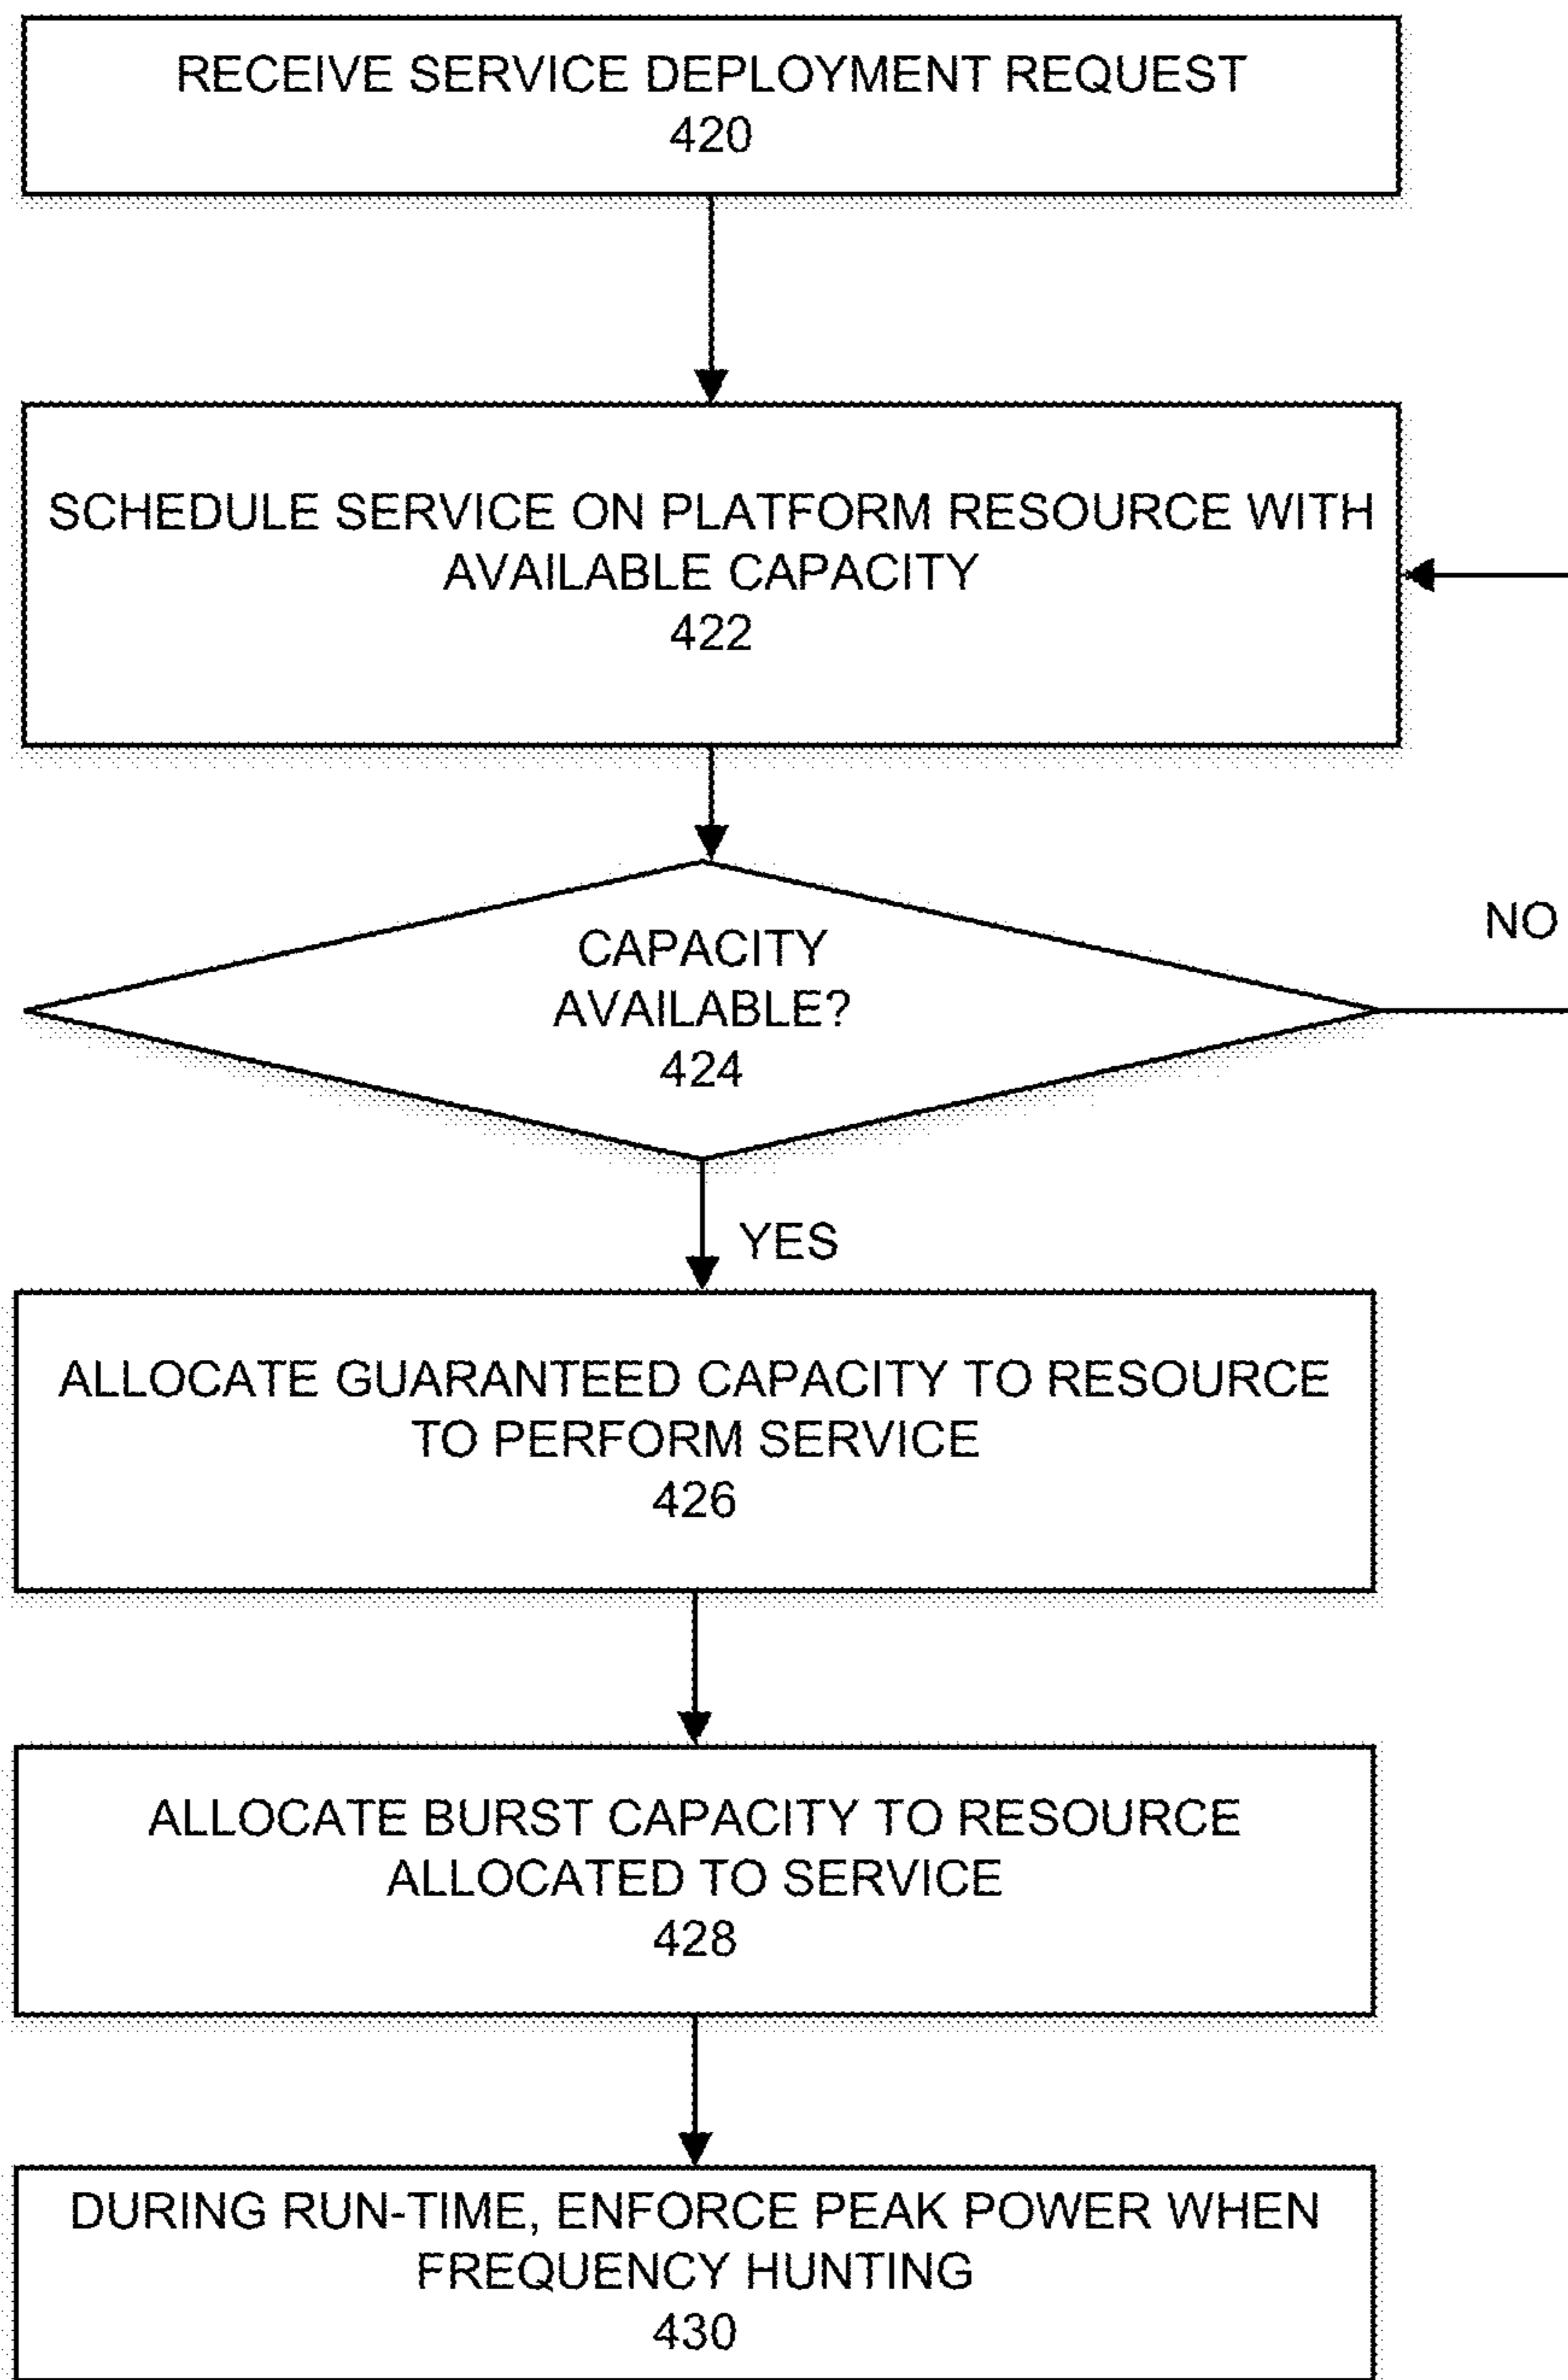 RECEIVE SERVICE DEPLOYMENT REQUEST
420
SCHEDULE SERVICE ON PLATFORM RESOURCE WITH
AVAILABLE CAPACITY
422
CAPACITY
AVAILABLE?
424
NO
YES
ALLOCATE GUARANTEED CAPACITY TO RESOURCE
TO PERFORM SERVICE
426
ALLOCATE BURST CAPACITY TO RESOURCE
ALLOCATED TO SERVICE
428
DURING RUN-TIME, ENFORCE PEAK POWER WHEN
FREQUENCY HUNTING
430